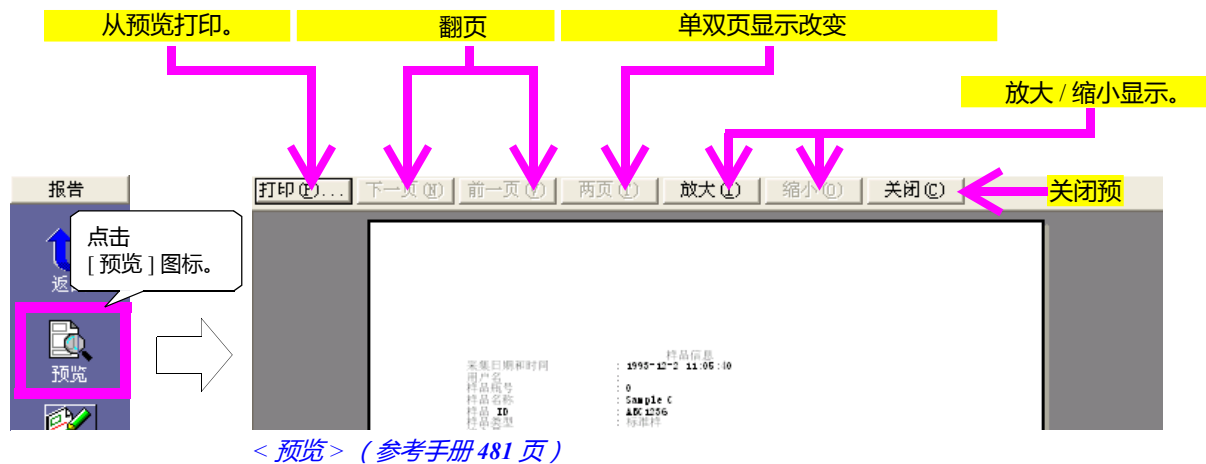 从预览打印。
翻页
单双页显示改变
放大 / 缩小显示。
报告
打印(P)... 下一页(N) 前一页(V) 两页(T) 放大(I) 缩小(O) 关闭(C)
关闭预
点击
[ 预览 ] 图标。
预览
样品信息
采集日期和时间 : 1995-12-2 11:05:40
用户名 :
样品瓶号 : 0
样品名称 : Sample C
样品 ID : ABC1256
样品类型 : 标准样
< 预览 > （ 参考手册 481 页 ）